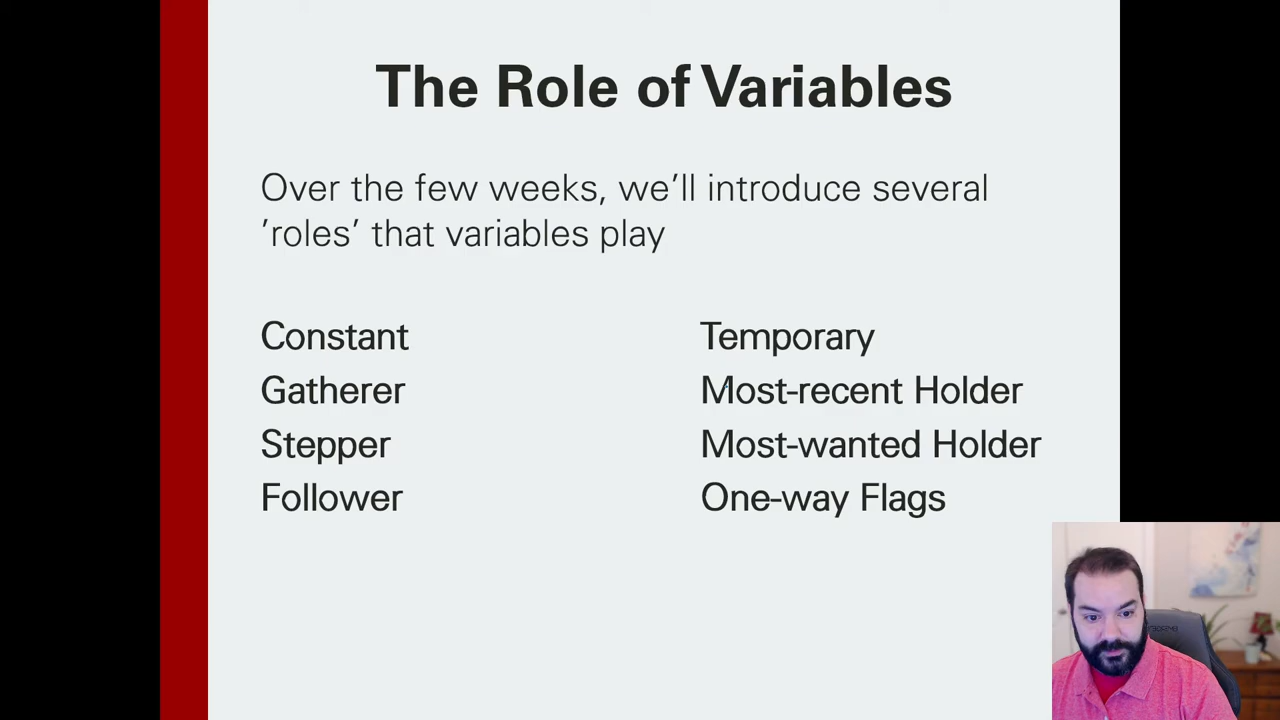 The Role of Variables
Over the few weeks, we’ll introduce several
’roles’ that variables play
Constant
Gatherer
Stepper
Follower
Temporary
Most-recent Holder
Most-wanted Holder
One-way Flags